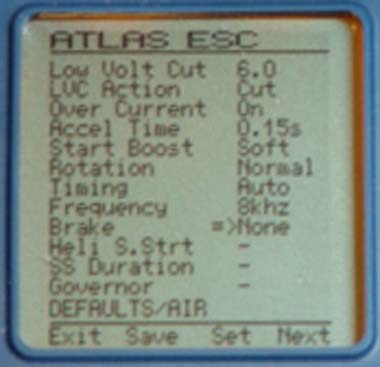 ATLAS ESC
Low Volt Cut 6.0
LVC Action Cut
Over Current On
Accel Time 0.15s
Start Boost Soft
Rotation Normal
Timing Auto
Frequency 8khz
Brake =>None
Heli S.Strt -
SS Duration -
Governor -
DEFAULTS/AIR
Exit Save Set Next